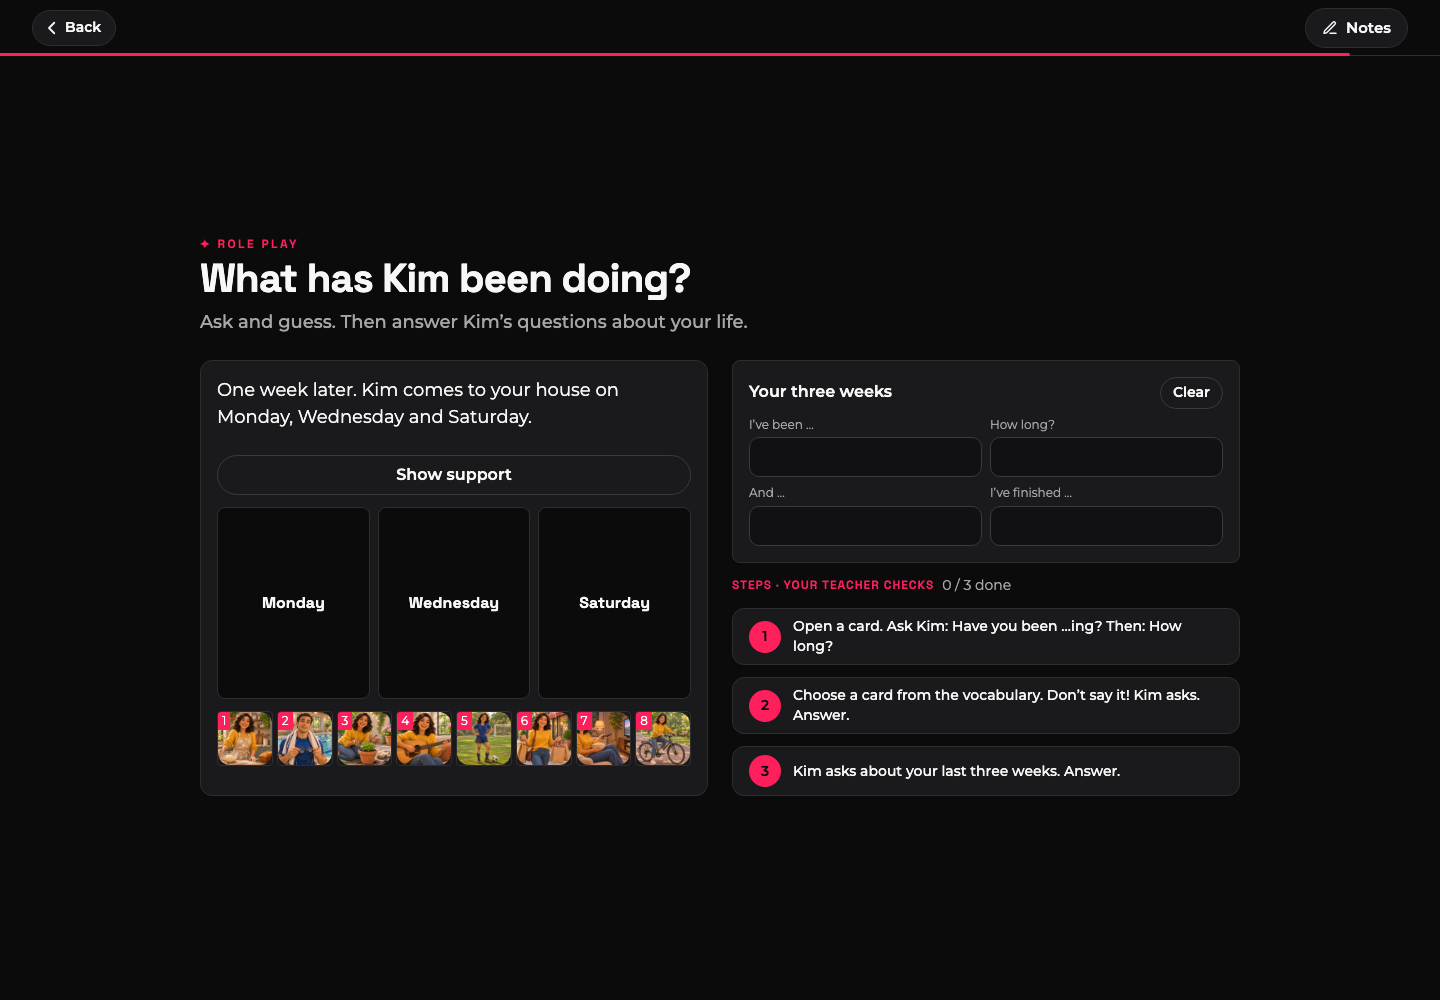 Back
Notes
✦ ROLE PLAY
What has Kim been doing?
Ask and guess. Then answer Kim’s questions about your life.
One week later. Kim comes to your house on
Monday, Wednesday and Saturday.
Show support
Monday
Wednesday
Saturday
1
2
3
4
5
6
7
8
Your three weeks
Clear
I’ve been ...
How long?
And ...
I’ve finished ...
STEPS · YOUR TEACHER CHECKS 0 / 3 done
1
Open a card. Ask Kim: Have you been ...ing? Then: How
long?
2
Choose a card from the vocabulary. Don’t say it! Kim asks.
Answer.
3
Kim asks about your last three weeks. Answer.